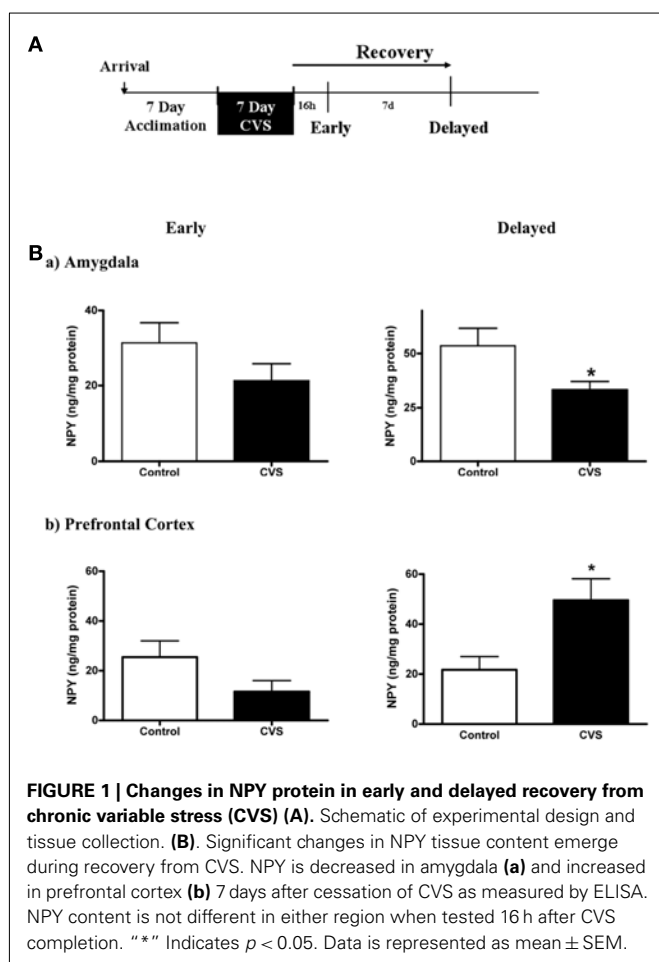 A
Recovery
Arrival
7 Day
Acclimation
7 Day
CVS
16h
7d
Early
Delayed
Early
Delayed
B
a) Amygdala
NPY (ng/mg protein)
40
20
0
Control
CVS
NPY (ng/mg protein)
50
25
0
*
Control
CVS
b) Prefrontal Cortex
NPY (ng/mg protein)
60
40
20
0
Control
CVS
NPY (ng/mg protein)
60
40
20
0
*
Control
CVS
FIGURE 1 | Changes in NPY protein in early and delayed recovery from
chronic variable stress (CVS) (A). Schematic of experimental design and
tissue collection. (B). Significant changes in NPY tissue content emerge
during recovery from CVS. NPY is decreased in amygdala (a) and increased
in prefrontal cortex (b) 7 days after cessation of CVS as measured by ELISA.
NPY content is not different in either region when tested 16 h after CVS
completion. "*" Indicates p < 0.05. Data is represented as mean ± SEM.